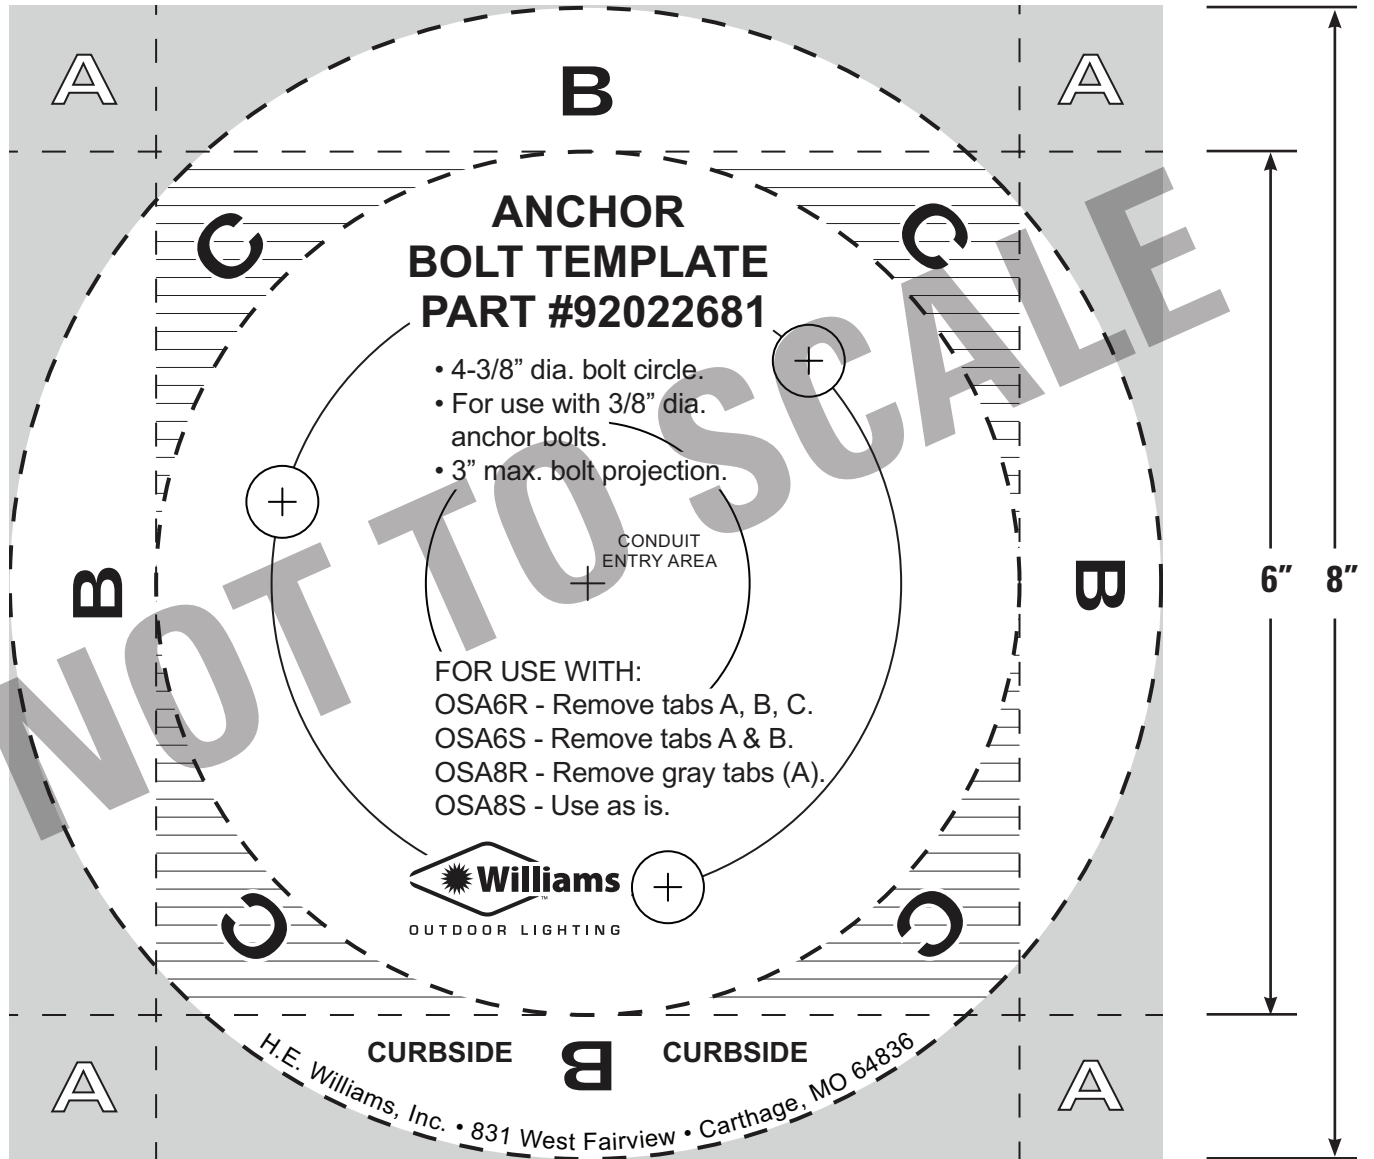 A
B
A
C
C
ANCHOR
BOLT TEMPLATE
PART #92022681
• 4-3/8” dia. bolt circle.
• For use with 3/8” dia.
anchor bolts.
• 3” max. bolt projection.
NOT TO SCALE
CONDUIT
ENTRY AREA
B
B
6”
8”
FOR USE WITH:
OSA6R - Remove tabs A, B, C.
OSA6S - Remove tabs A & B.
OSA8R - Remove gray tabs (A).
OSA8S - Use as is.
Williams™
OUTDOOR LIGHTING
C
C
CURBSIDE
B
CURBSIDE
A
A
H.E. Williams, Inc. • 831 West Fairview • Carthage, MO 64836